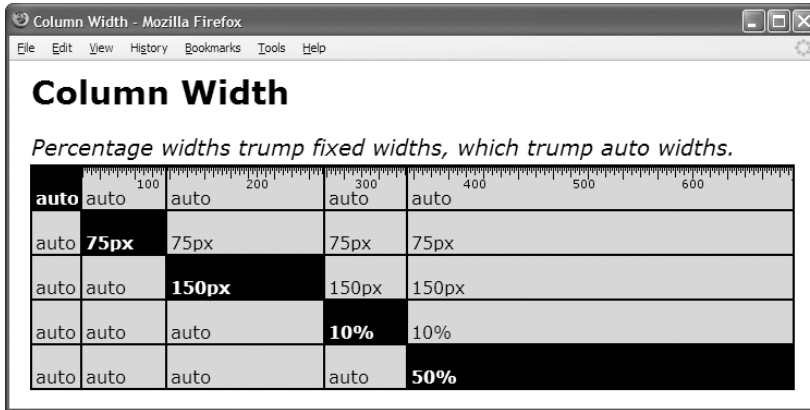 Column Width - Mozilla Firefox
File Edit View History Bookmarks Tools Help
Column Width
Percentage widths trump fixed widths, which trump auto widths.
100 200 300 400 500 600
auto auto auto auto auto
auto 75px 75px 75px 75px
auto auto 150px 150px 150px
auto auto auto 10% 10%
auto auto auto auto 50%